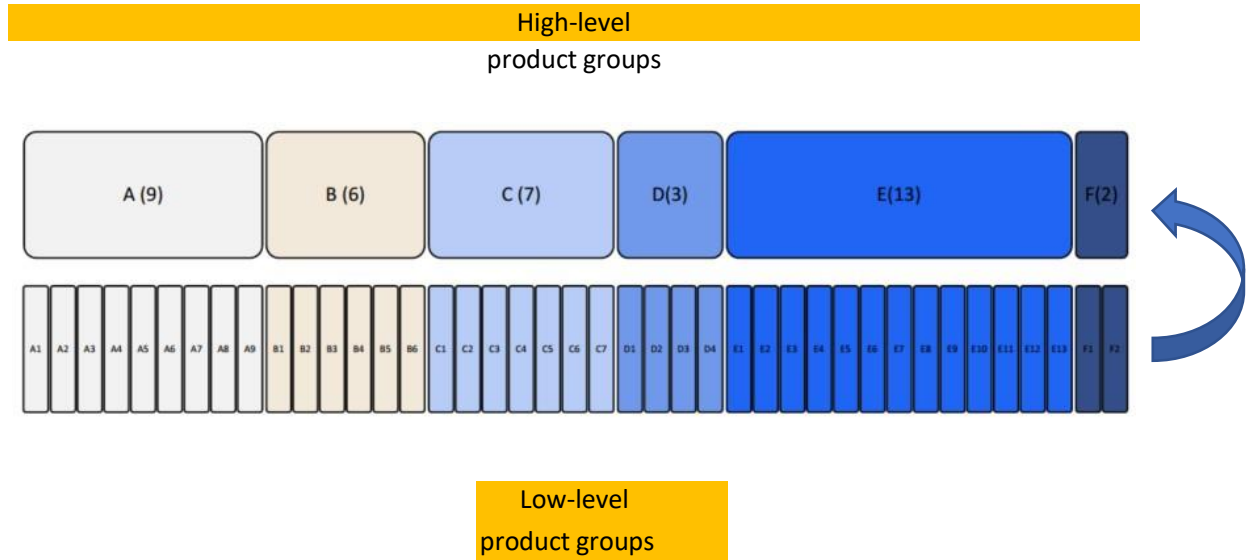 High-level
product groups
A (9) B (6) C (7) D(3) E(13) F(2)
A1 A2 A3 A4 A5 A6 A7 A8 A9 B1 B2 B3 B4 B5 B6 C1 C2 C3 C4 C5 C6 C7 D1 D2 D3 D4 E1 E2 E3 E4 E5 E6 E7 E8 E9 E10 E11 E12 E13 F1 F2
Low-level
product groups